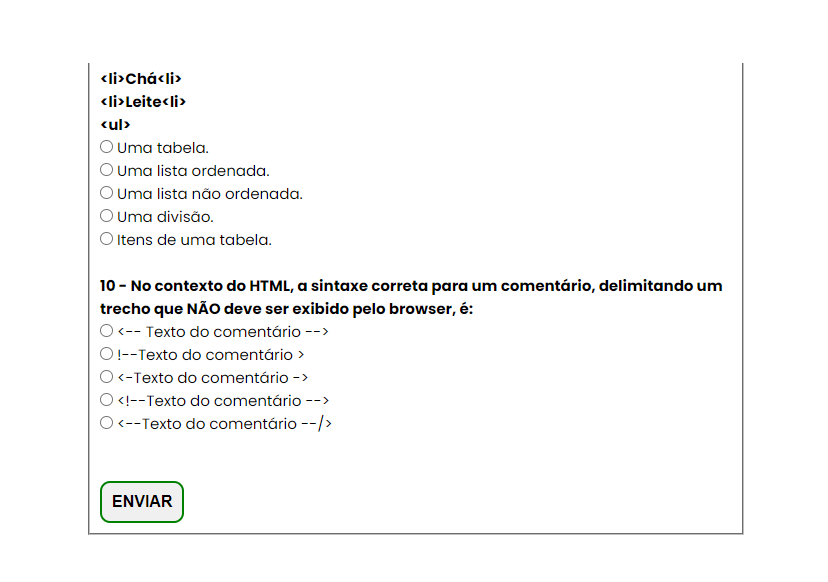 <li>Chá<li>
<li>Leite<li>
<ul>
Uma tabela.
Uma lista ordenada.
Uma lista não ordenada.
Uma divisão.
Itens de uma tabela.
10 - No contexto do HTML, a sintaxe correta para um comentário, delimitando um
trecho que NÃO deve ser exibido pelo browser, é:
<-- Texto do comentário -->
!--Texto do comentário >
<-Texto do comentário ->
<!--Texto do comentário -->
<--Texto do comentário --/>
ENVIAR